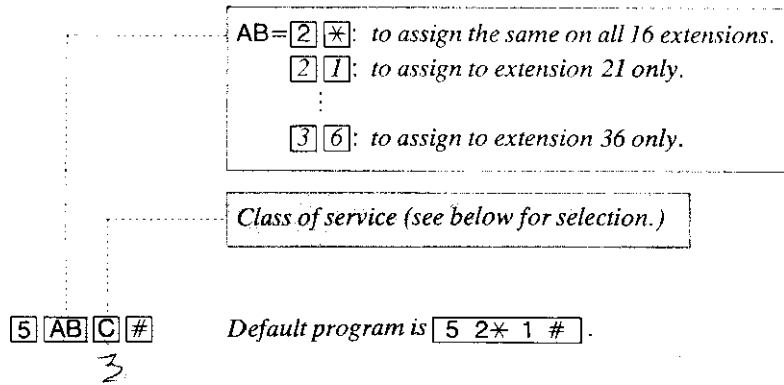 AB=2 *: to assign the same on all 16 extensions.
2 1: to assign to extension 21 only.
⋮
3 6: to assign to extension 36 only.
Class of service (see below for selection.)
5 AB C # Default program is 5 2* 1 #.
3